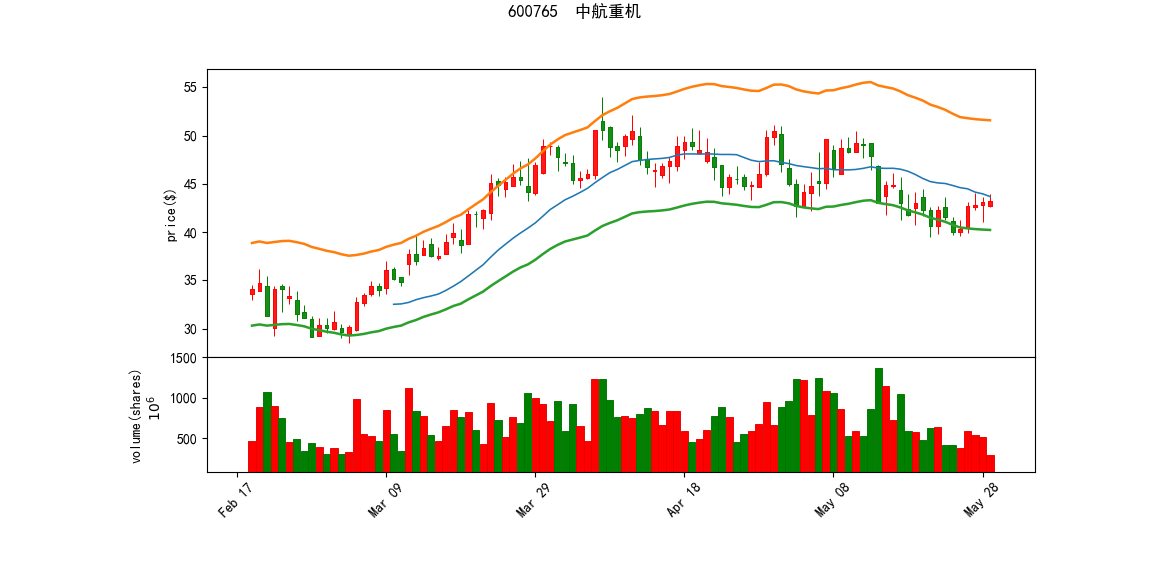 600765 中航重机
55
50
45
40
35
30
price($)
1500
1000
500
volume(shares)
10^6
Feb 17
Mar 09
Mar 29
Apr 18
May 08
May 28